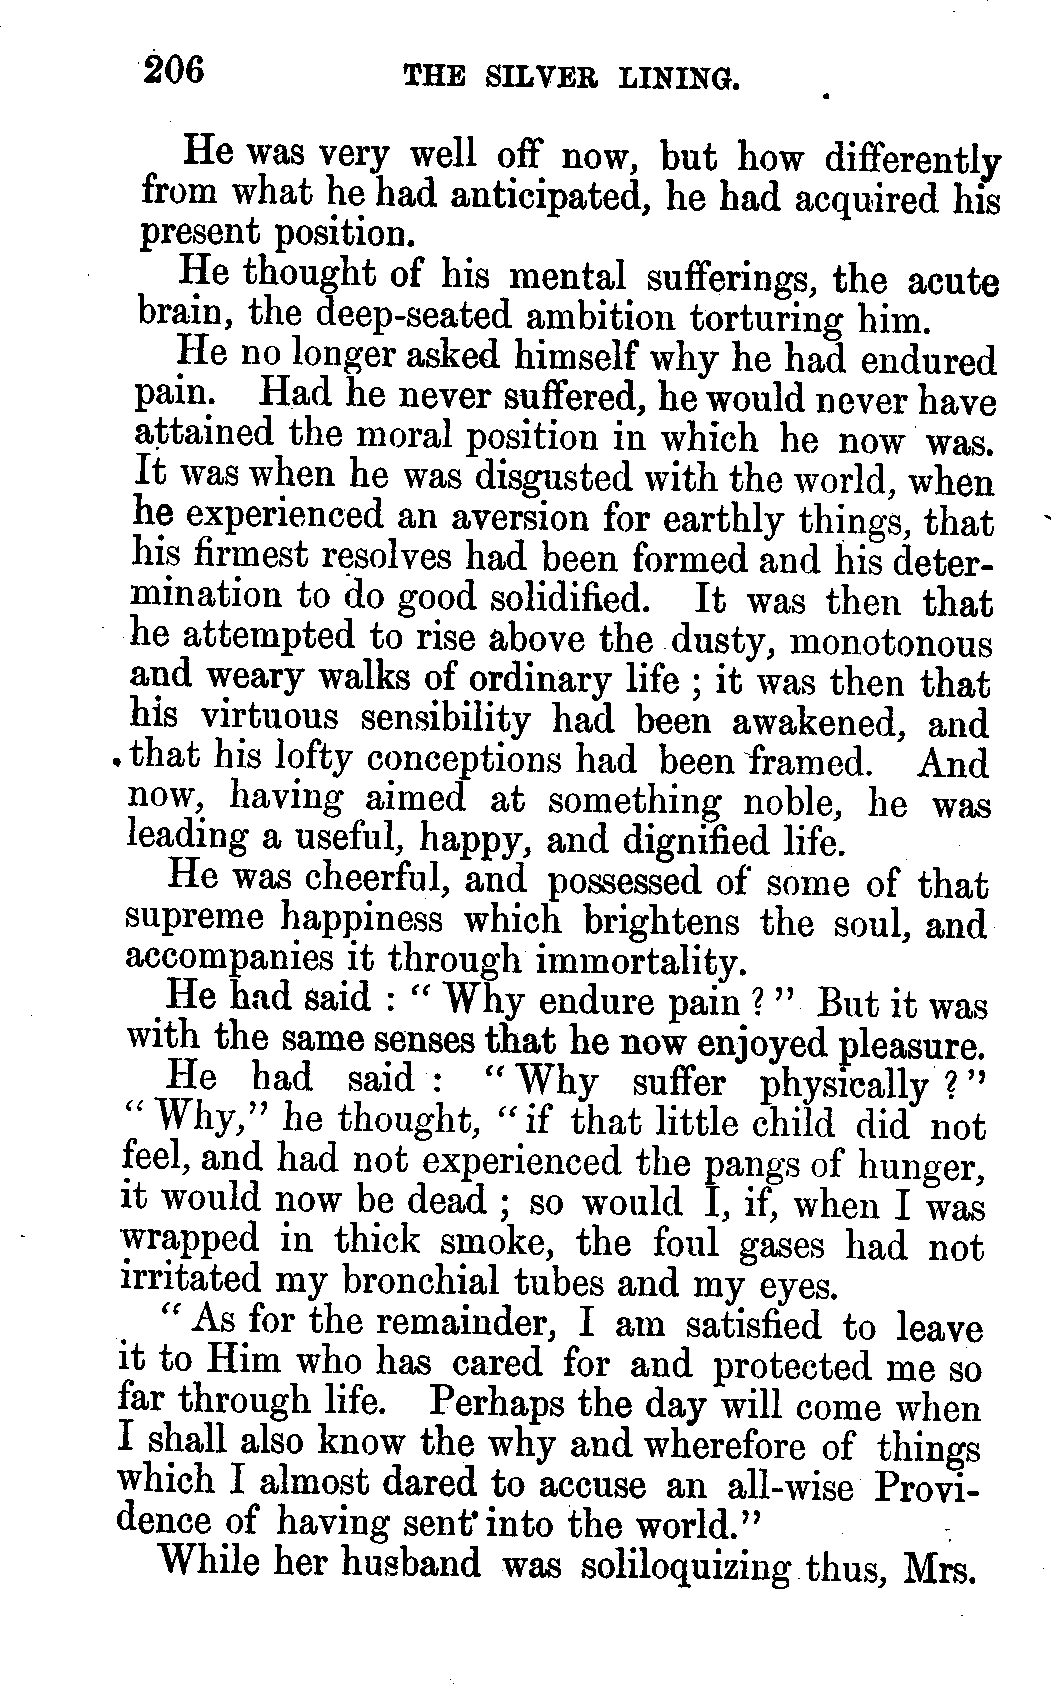 206 THE SILVER LINING.
He was very well off now, but how differently
from what he had anticipated, he had acquired his
present position.
He thought of his mental sufferings, the acute
brain, the deep-seated ambition torturing him.
He no longer asked himself why he had endured
pain. Had he never suffered, he would never have
attained the moral position in which he now was.
It was when he was disgusted with the world, when
he experienced an aversion for earthly things, that
his firmest resolves had been formed and his deter-
mination to do good solidified. It was then that
he attempted to rise above the dusty, monotonous
and weary walks of ordinary life ; it was then that
his virtuous sensibility had been awakened, and
that his lofty conceptions had been framed. And
now, having aimed at something noble, he was
leading a useful, happy, and dignified life.
He was cheerful, and possessed of some of that
supreme happiness which brightens the soul, and
accompanies it through immortality.
He had said : “ Why endure pain ? ” But it was
with the same senses that he now enjoyed pleasure.
He had said : “ Why suffer physically ? ”
“ Why,” he thought, “ if that little child did not
feel, and had not experienced the pangs of hunger,
it would now be dead ; so would I, if, when I was
wrapped in thick smoke, the foul gases had not
irritated my bronchial tubes and my eyes.
“ As for the remainder, I am satisfied to leave
it to Him who has cared for and protected me so
far through life. Perhaps the day will come when
I shall also know the why and wherefore of things
which I almost dared to accuse an all-wise Provi-
dence of having sent into the world.”
While her husband was soliloquizing thus, Mrs.